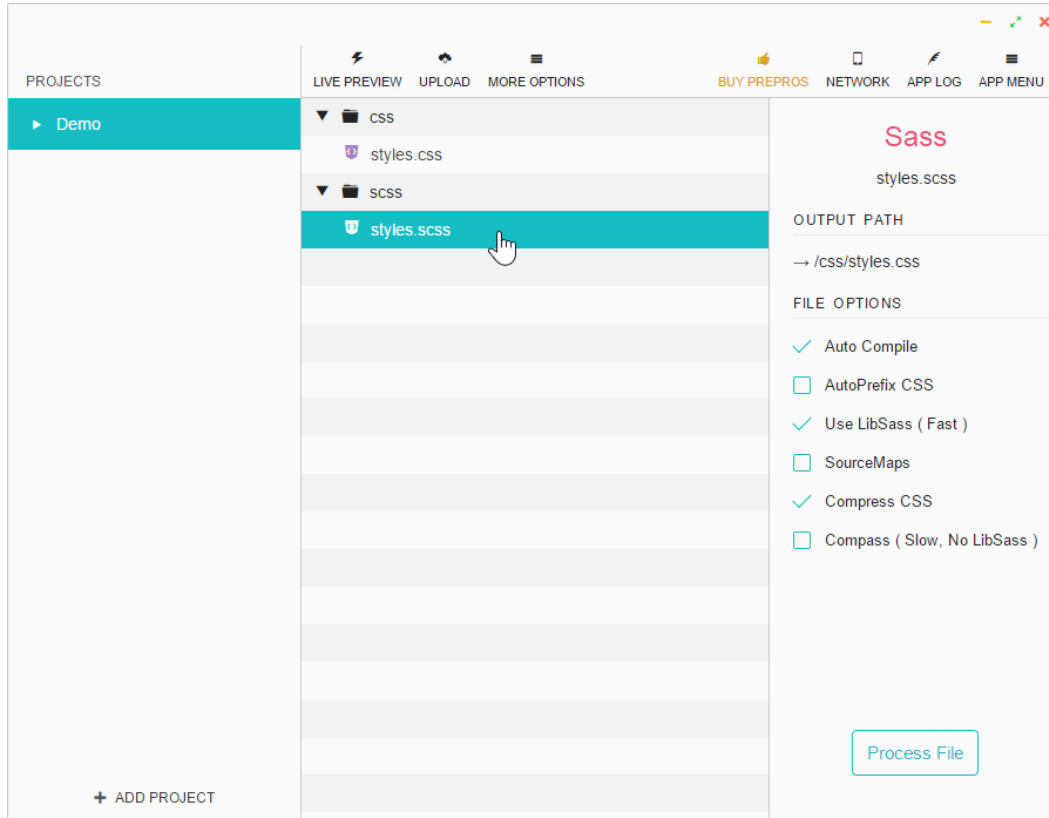 PROJECTS
Demo
+ ADD PROJECT
LIVE PREVIEW UPLOAD MORE OPTIONS BUY PREPROS NETWORK APP LOG APP MENU
css
styles.css
scss
styles.scss
Sass
styles.scss
OUTPUT PATH
→ /css/styles.css
FILE OPTIONS
Auto Compile
AutoPrefix CSS
Use LibSass ( Fast )
SourceMaps
Compress CSS
Compass ( Slow, No LibSass )
Process File